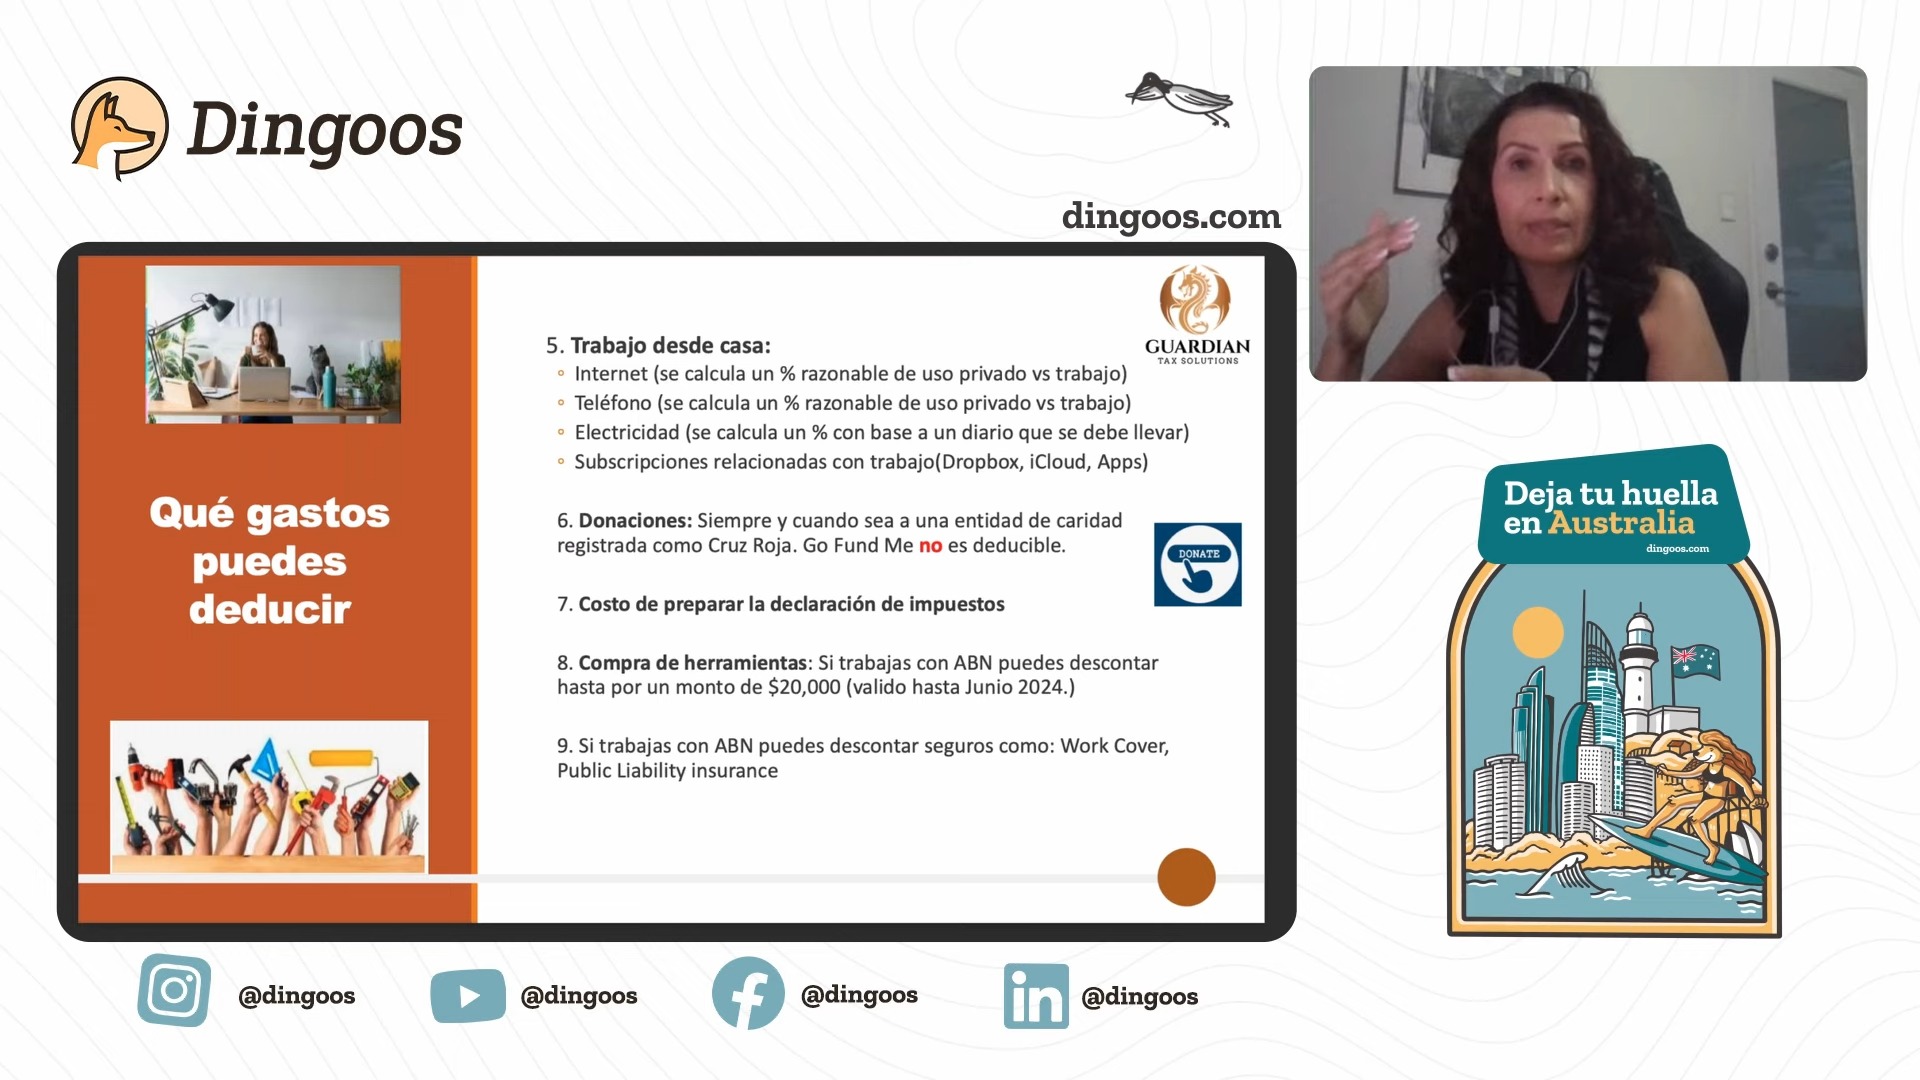 Dingoos
dingoos.com
GUARDIAN
TAX SOLUTIONS
Qué gastos
puedes
deducir
5. Trabajo desde casa:
Internet (se calcula un % razonable de uso privado vs trabajo)
Teléfono (se calcula un % razonable de uso privado vs trabajo)
Electricidad (se calcula un % con base a un diario que se debe llevar)
Subscripciones relacionadas con trabajo(Dropbox, iCloud, Apps)
6. Donaciones: Siempre y cuando sea a una entidad de caridad
registrada como Cruz Roja. Go Fund Me no es deducible.
DONATE
7. Costo de preparar la declaración de impuestos
8. Compra de herramientas: Si trabajas con ABN puedes descontar
hasta por un monto de $20,000 (valido hasta Junio 2024.)
9. Si trabajas con ABN puedes descontar seguros como: Work Cover,
Public Liability insurance
Deja tu huella
en Australia
dingoos.com
@dingoos
@dingoos
@dingoos
in @dingoos